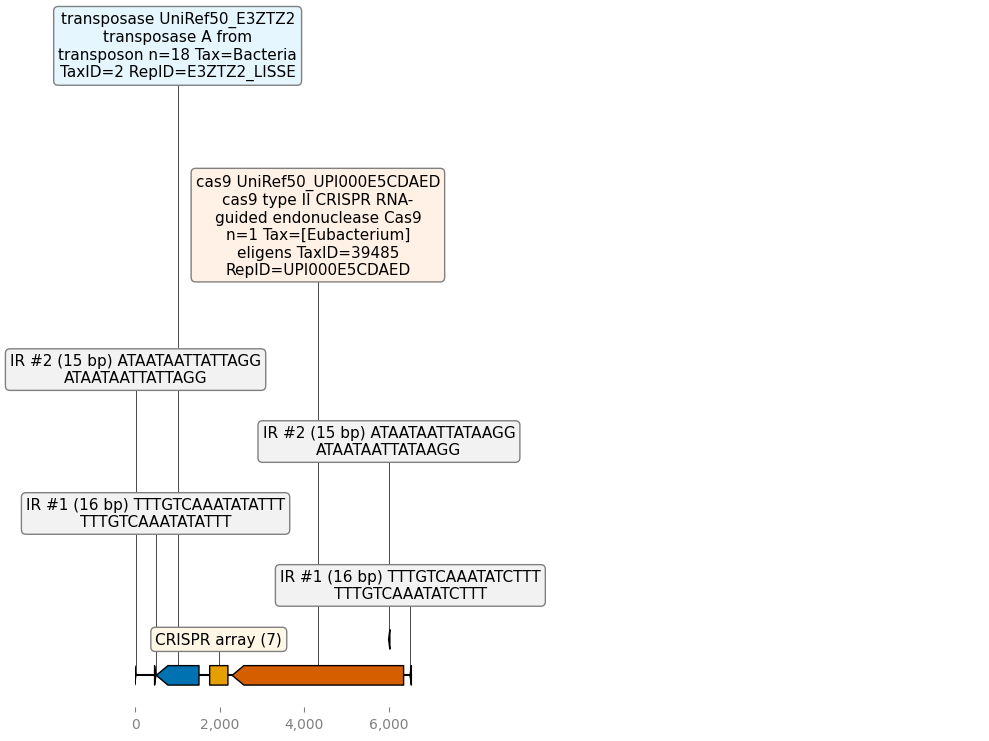 transposase UniRef50_E3ZTZ2
transposase A from
transposon n=18 Tax=Bacteria
TaxID=2 RepID=E3ZTZ2_LISSE
cas9 UniRef50_UPI000E5CDAED
cas9 type II CRISPR RNA-
guided endonuclease Cas9
n=1 Tax=[Eubacterium]
eligens TaxID=39485
RepID=UPI000E5CDAED
IR #2 (15 bp) ATAATAATTATTAGG
ATAATAATTATTAGG
IR #2 (15 bp) ATAATAATTATAAGG
ATAATAATTATAAGG
IR #1 (16 bp) TTTGTCAAATATATTT
TTTGTCAAATATATTT
IR #1 (16 bp) TTTGTCAAATATCTTT
TTTGTCAAATATCTTT
CRISPR array (7)
0 2,000 4,000 6,000